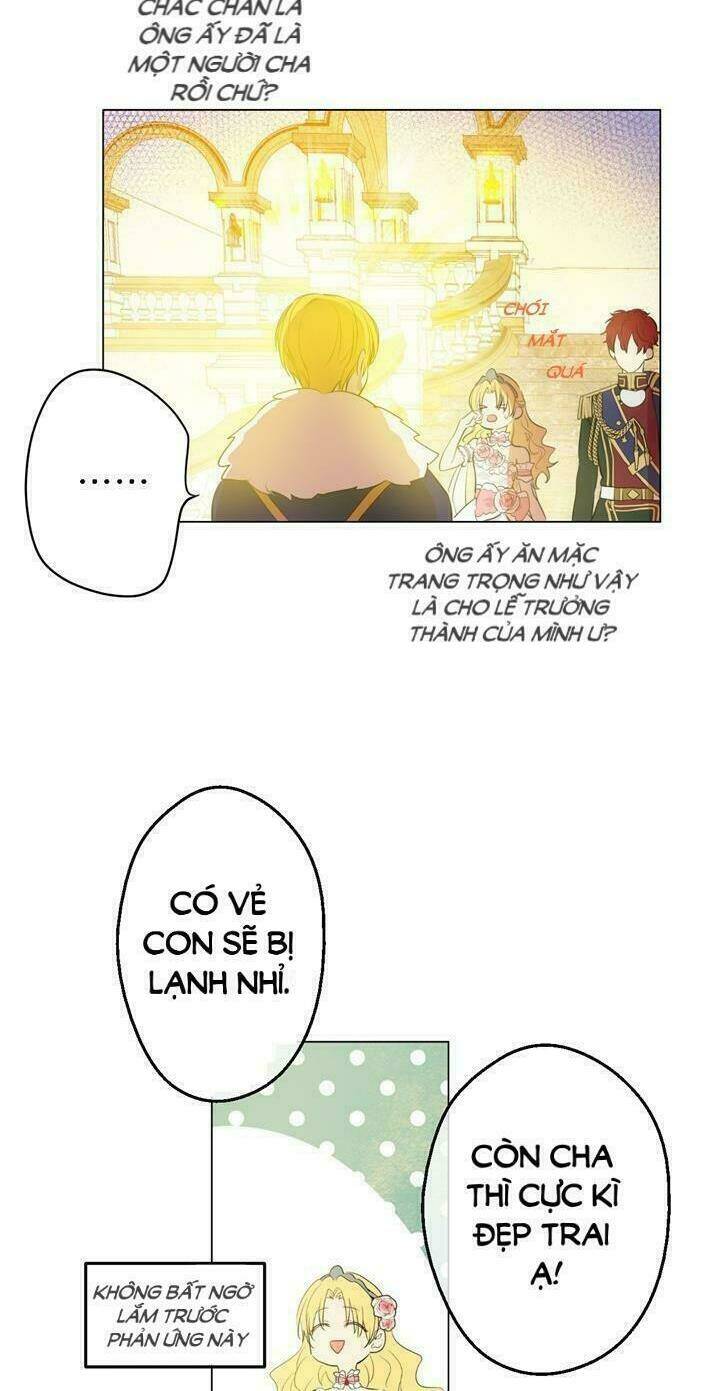 CHẮC CHẮN LÀ
ÔNG ẤY ĐÃ LÀ
MỘT NGƯỜI CHA
RỒI CHỨ?
CHÓI
MẮT
QUÁ
......
ÔNG ẤY ĂN MẶC
TRANG TRỌNG NHƯ VẬY
LÀ CHO LỄ TRƯỞNG
THÀNH CỦA MÌNH Ư?
CÓ VẺ
CON SẼ BỊ
LẠNH NHỈ.
CÒN CHA
THÌ CỰC KÌ
ĐẸP TRAI
Ạ!
KHÔNG BẤT NGỜ
LẮM TRƯỚC
PHẢN ỨNG NÀY